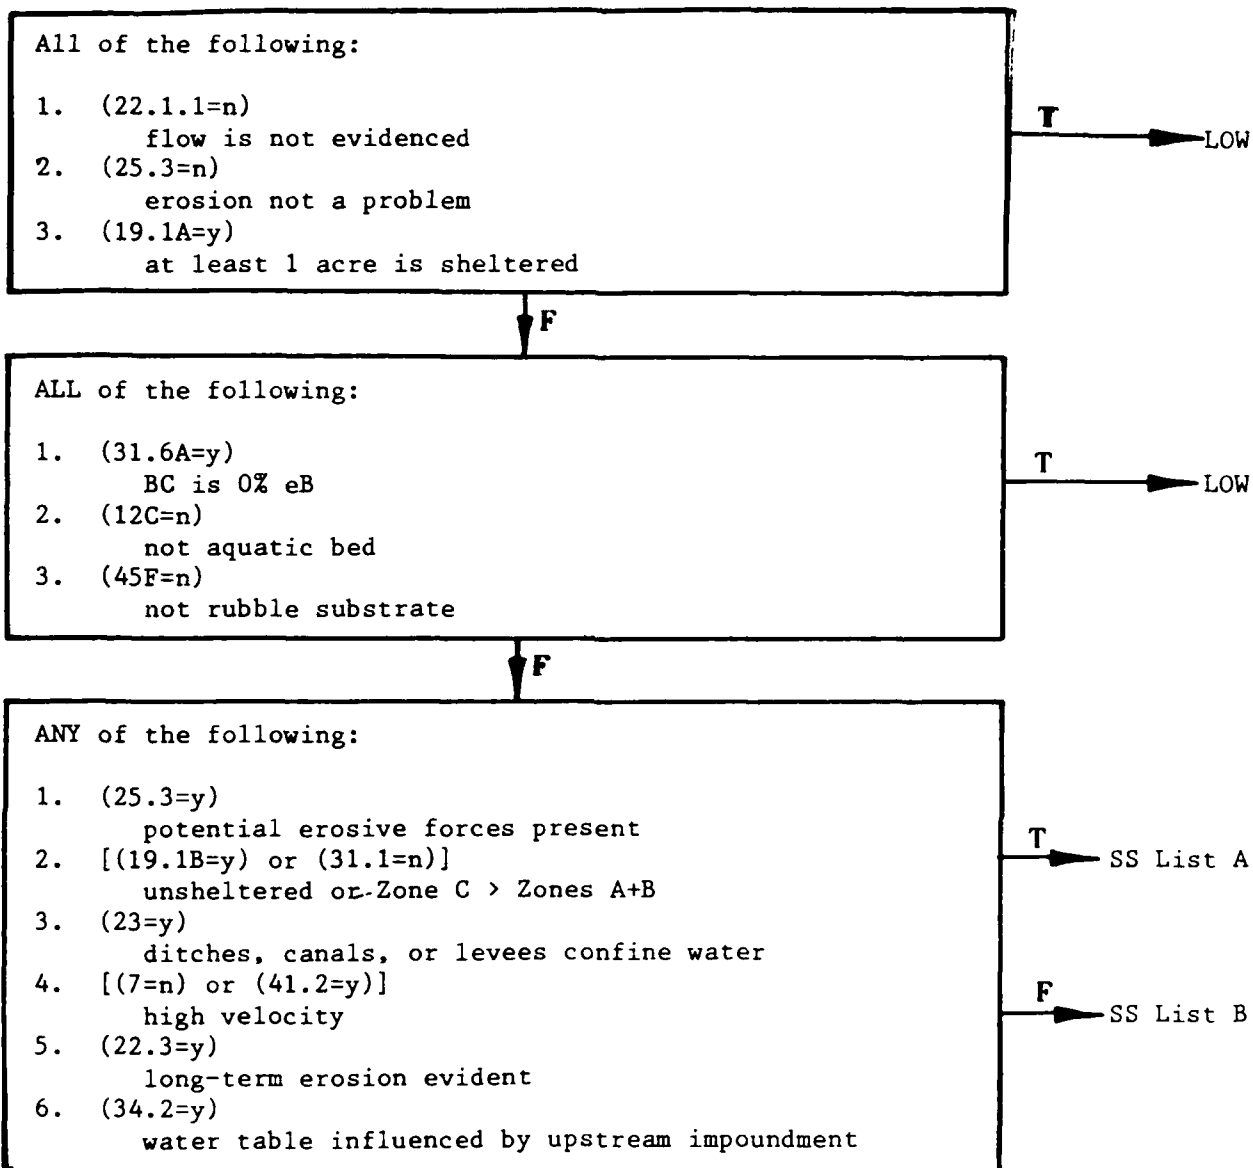 All of the following:
1. (22.1.1=n)
flow is not evidenced
2. (25.3=n)
erosion not a problem
3. (19.1A=y)
at least 1 acre is sheltered
T
LOW
F
ALL of the following:
1. (31.6A=y)
BC is 0% eB
2. (12C=n)
not aquatic bed
3. (45F=n)
not rubble substrate
T
LOW
F
ANY of the following:
1. (25.3=y)
potential erosive forces present
2. [(19.1B=y) or (31.1=n)]
unsheltered or Zone C > Zones A+B
3. (23=y)
ditches, canals, or levees confine water
4. [(7=n) or (41.2=y)]
high velocity
5. (22.3=y)
long-term erosion evident
6. (34.2=y)
water table influenced by upstream impoundment
T
SS List A
F
SS List B